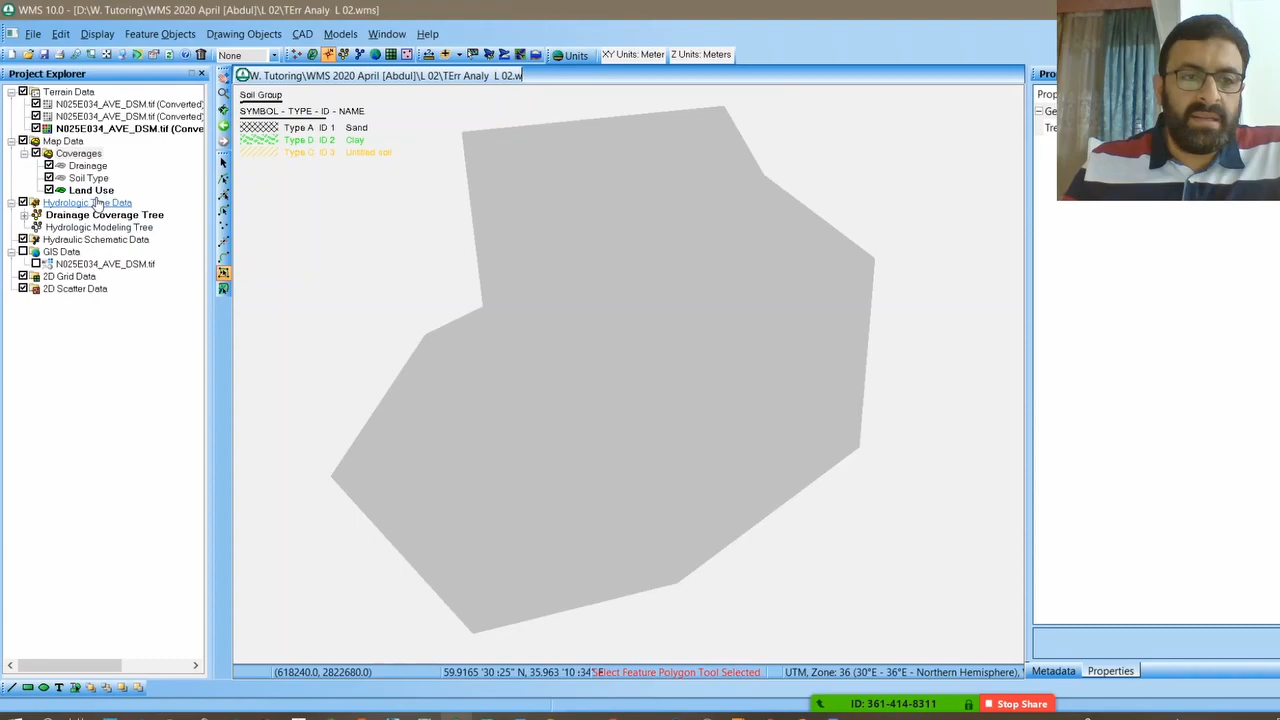 WMS 10.0 - [D:\W. Tutoring\WMS 2020 April [Abdul]\L 02\TErr Analy L 02.wms]
File Edit Display Feature Objects Drawing Objects CAD Models Window Help
None Units XY Units: Meter Z Units: Meters
Project Explorer
W. Tutoring\WMS 2020 April [Abdul]\L 02\TErr Analy L 02.w
Terrain Data
N025E034_AVE_DSM.tif (Converted)
N025E034_AVE_DSM.tif (Converted)
N025E034_AVE_DSM.tif (Conve
Map Data
Coverages
Drainage
Soil Type
Land Use
Hydrologic Tree Data
Drainage Coverage Tree
Hydrologic Modeling Tree
Hydraulic Schematic Data
GIS Data
N025E034_AVE_DSM.tif
2D Grid Data
2D Scatter Data
Soil Group
SYMBOL - TYPE - ID - NAME
Type A ID 1 Sand
Type D ID 2 Clay
Type C ID 3 Untitled soil
Pro
Pro
Ge
Tre
(618240.0, 2822680.0)
Select Feature Polygon Tool Selected
UTM, Zone: 36 (30°E - 36°E - Northern Hemisphere),
Metadata Properties
ID: 361-414-8311 Stop Share